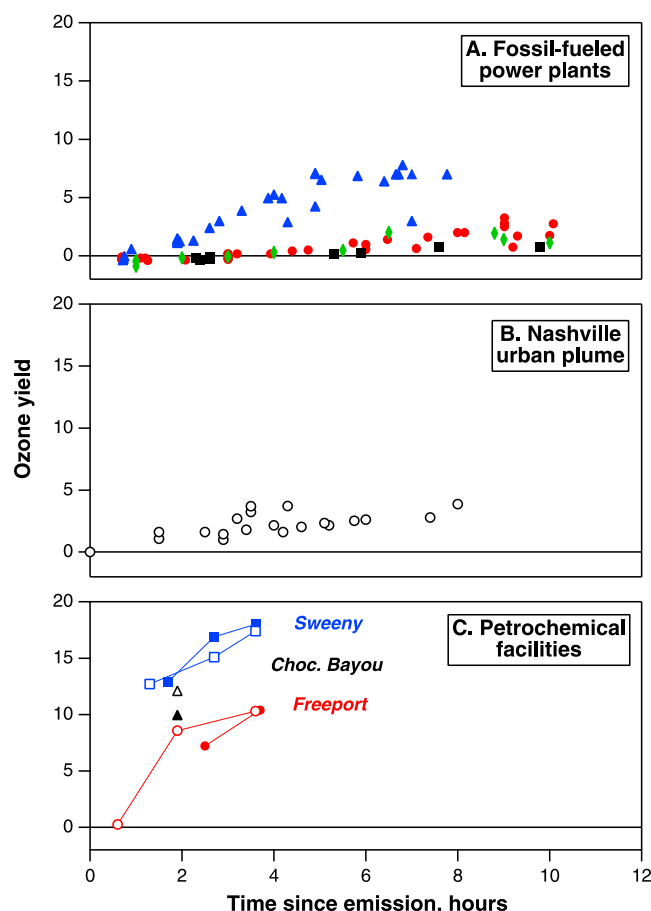 20
A. Fossil-fueled
power plants
15
10
5
0
20
B. Nashville
urban plume
15
10
5
0
Ozone yield
20
Sweeny
C. Petrochemical
facilities
15
Choc. Bayou
10
Freeport
5
0
0 2 4 6 8 10 12
Time since emission. hours